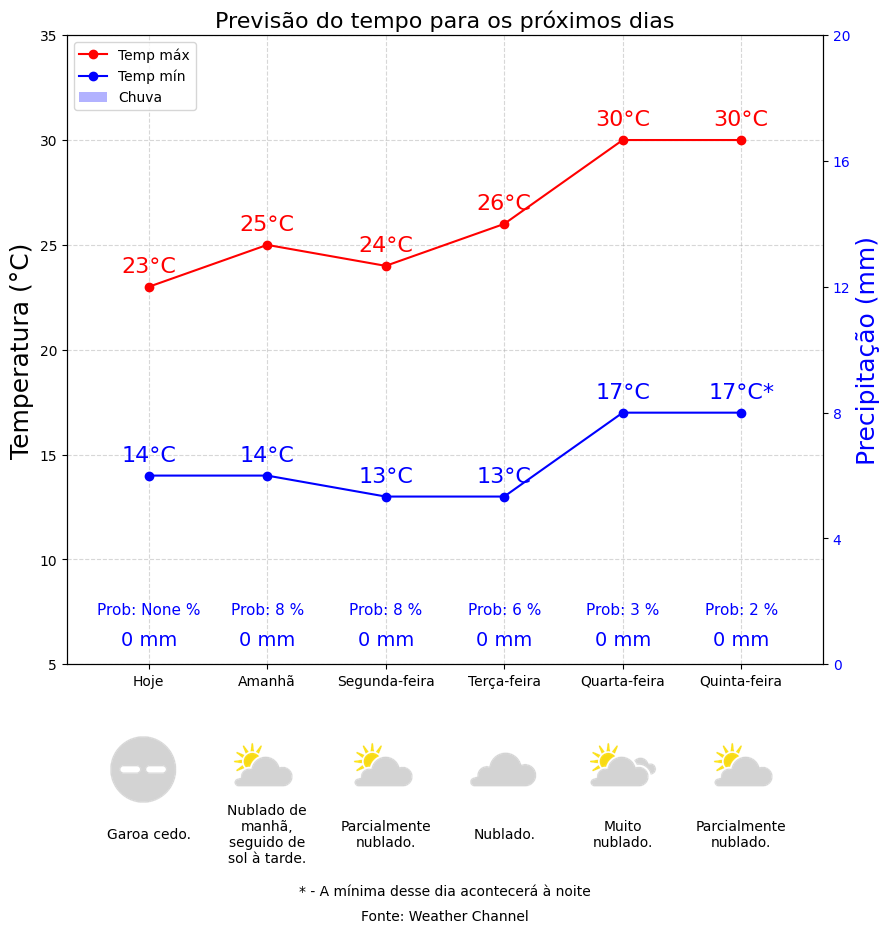 Previsão do tempo para os próximos dias
35
30
25
20
15
10
5
Temperatura (°C)
Temp máx
Temp mín
Chuva
20
16
12
8
4
0
Precipitação (mm)
23°C
25°C
24°C
26°C
30°C
30°C
14°C
14°C
13°C
13°C
17°C
17°C*
Prob: None %
Prob: 8 %
Prob: 8 %
Prob: 6 %
Prob: 3 %
Prob: 2 %
0 mm
0 mm
0 mm
0 mm
0 mm
0 mm
Hoje
Amanhã
Segunda-feira
Terça-feira
Quarta-feira
Quinta-feira
Garoa cedo.
Nublado de
manhã,
seguido de
sol à tarde.
Parcialmente
nublado.
Nublado.
Muito
nublado.
Parcialmente
nublado.
* - A mínima desse dia acontecerá à noite
Fonte: Weather Channel